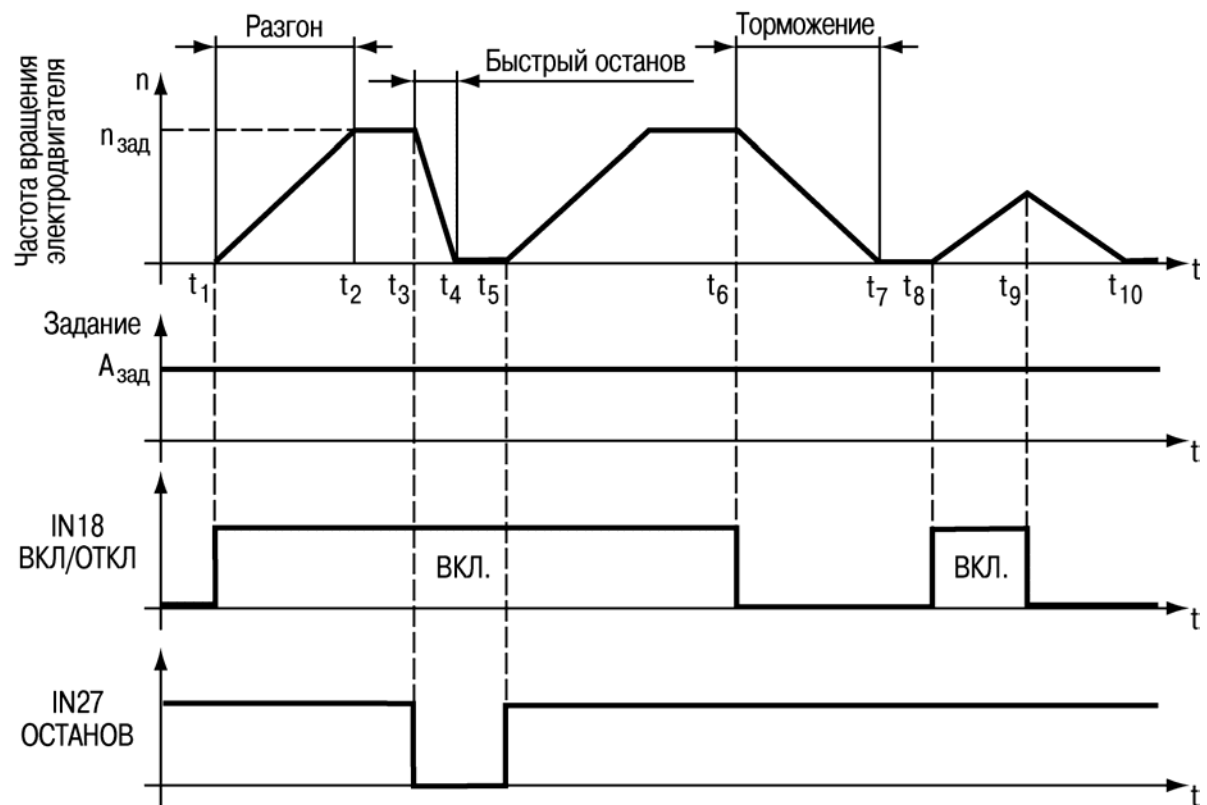 Разгон
Торможение
Быстрый останов
Частота вращения
электродвигателя
n
nзад
t1 t2 t3 t4 t5 t6 t7 t8 t9 t10 t
Задание
Aзад
t
IN18
ВКЛ/ОТКЛ
ВКЛ. ВКЛ.
t
IN27
ОСТАНОВ
t